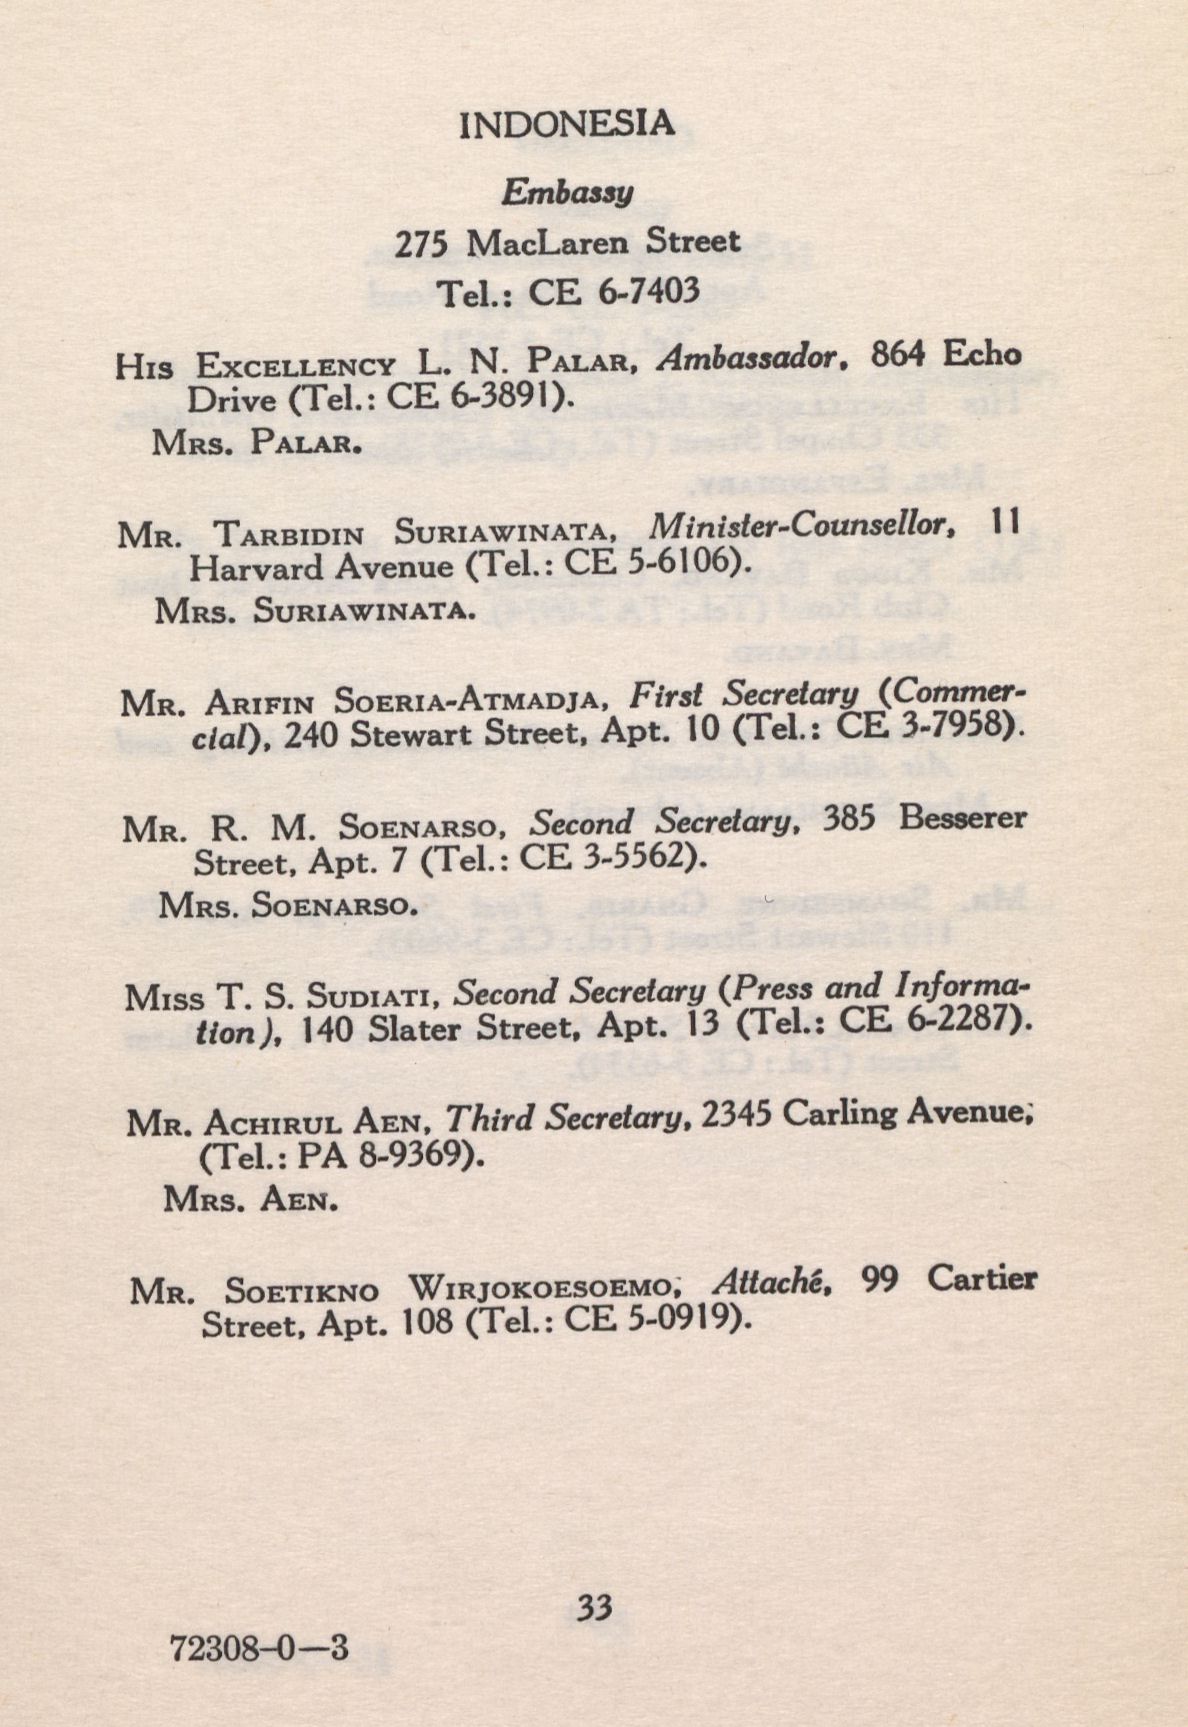 INDONESIA
Embassy
275 MacLaren Street
Tel.: CE 6-7403
HIS EXCELLENCY L. N. PALAR, Ambassador, 864 Echo
Drive (Tel.: CE 6-3891).
MRS. PALAR.
MR. TARBIDIN SURIAWINATA, Minister-Counsellor, 11
Harvard Avenue (Tel.: CE 5-6106).
MRS. SURIAWINATA.
MR. ARIFIN SOERIA-ATMADJA, First Secretary (Commer-
cial), 240 Stewart Street, Apt. 10 (Tel.: CE 3-7958).
MR. R. M. SOENARSO, Second Secretary, 385 Besserer
Street, Apt. 7 (Tel.: CE 3-5562).
MRS. SOENARSO.
MISS T. S. SUDIATI, Second Secretary (Press and Informa-
tion), 140 Slater Street, Apt. 13 (Tel.: CE 6-2287).
MR. ACHIRUL AEN, Third Secretary, 2345 Carling Avenue,
(Tel.: PA 8-9369).
MRS. AEN.
MR. SOETIKNO WIRJOKOESOEMO, Attaché, 99 Cartier
Street, Apt. 108 (Tel.: CE 5-0919).
33
72308-0—3